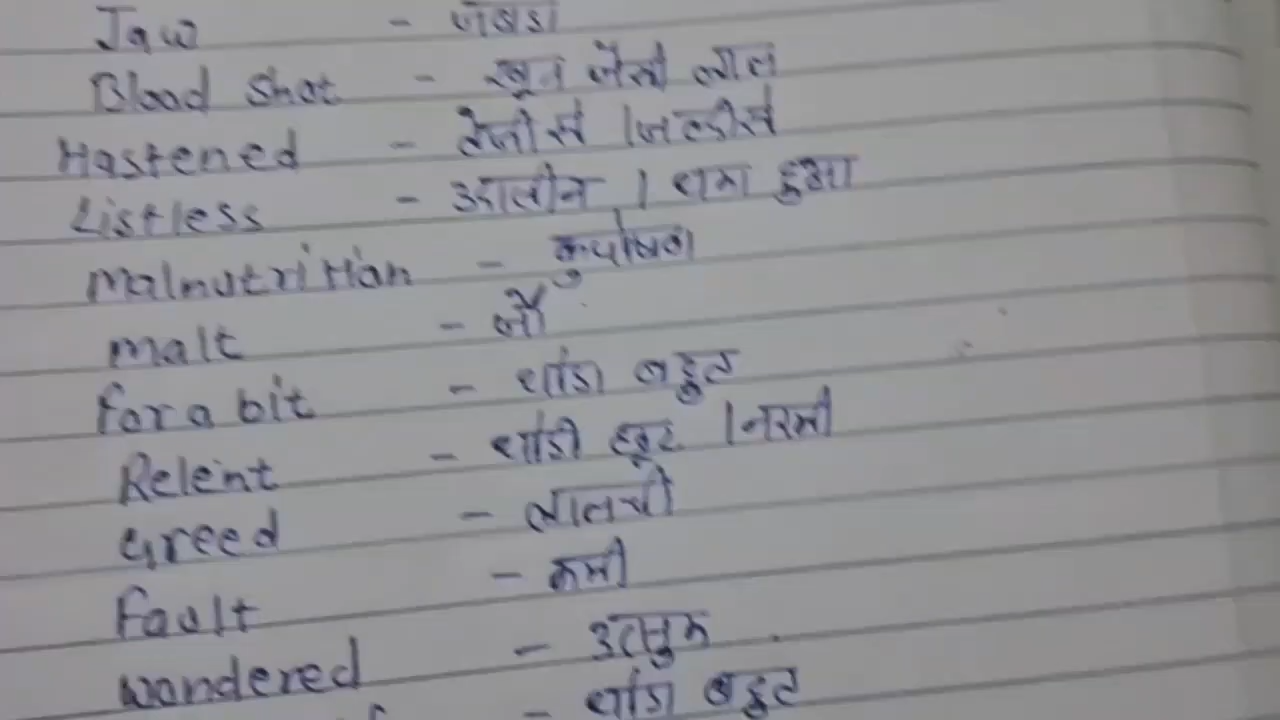 Jaw - जबडा
Blood shot - खून जैसी लाल
Hastened - तेजीसे / जल्दीसे
Listless - उदासीन / थका हुआ
Malnutrition - कुपोषण
malt - जौ
for a bit - थोडा बहुत
Relent - थोडी छूट / नरमी
Greed - लालची
Fault - कमी
wondered - उत्सुक
- थोडा बहुत